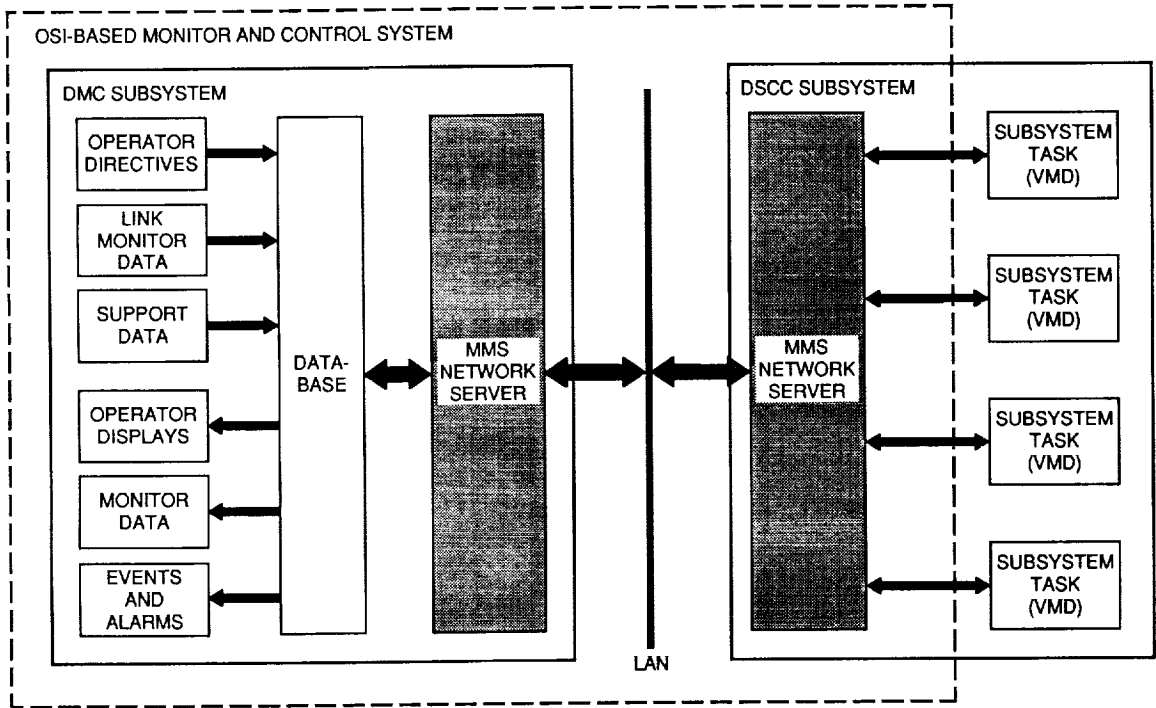 OSI-BASED MONITOR AND CONTROL SYSTEM
DMC SUBSYSTEM
OPERATOR
DIRECTIVES
LINK
MONITOR
DATA
SUPPORT
DATA
OPERATOR
DISPLAYS
MONITOR
DATA
EVENTS
AND
ALARMS
DATA-
BASE
MMS
NETWORK
SERVER
LAN
DSCC SUBSYSTEM
MMS
NETWORK
SERVER
SUBSYSTEM
TASK
(VMD)
SUBSYSTEM
TASK
(VMD)
SUBSYSTEM
TASK
(VMD)
SUBSYSTEM
TASK
(VMD)